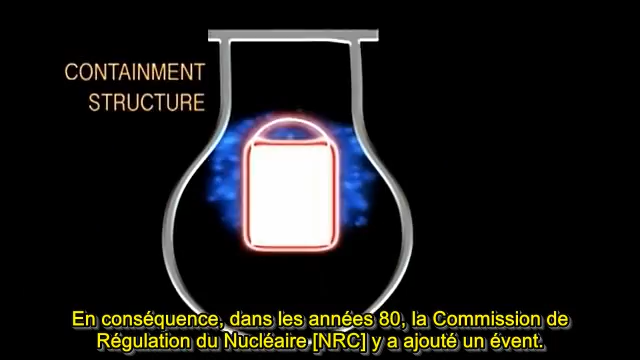 CONTAINMENT
STRUCTURE
En conséquence, dans les années 80, la Commission de
Régulation du Nucléaire [NRC] y a ajouté un évent.